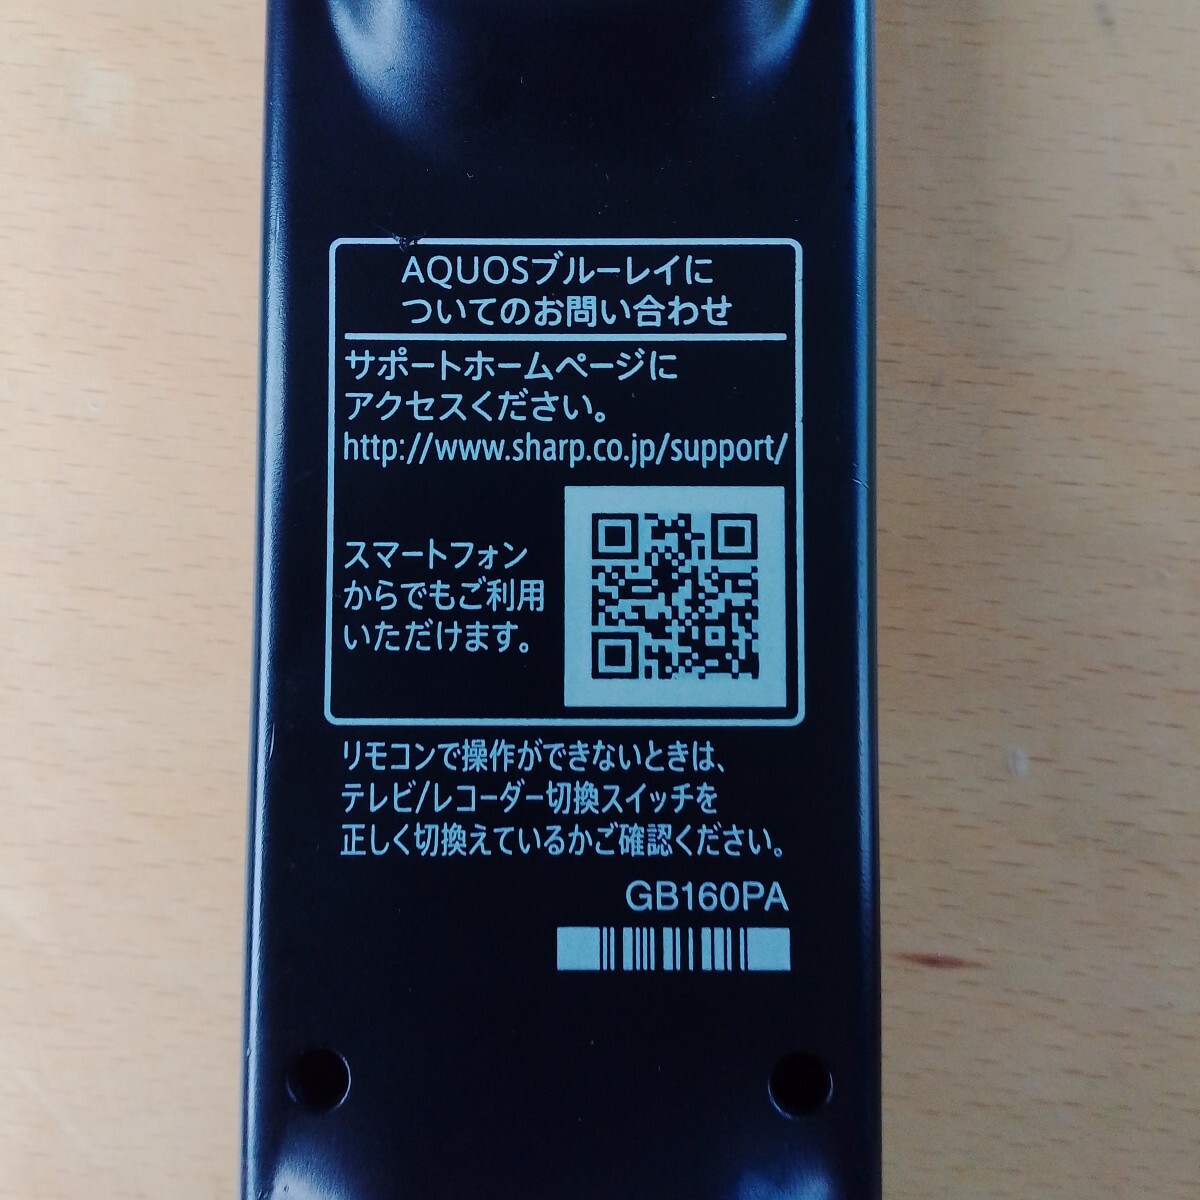 AQUOSブルーレイに
ついてのお問い合わせ
サポートホームページに
アクセスください。
http://www.sharp.co.jp/support/
スマートフォン
からでもご利用
いただけます。
リモコンで操作ができないときは、
テレビ/レコーダー切換スイッチを
正しく切換えているかご確認ください。
GB160PA